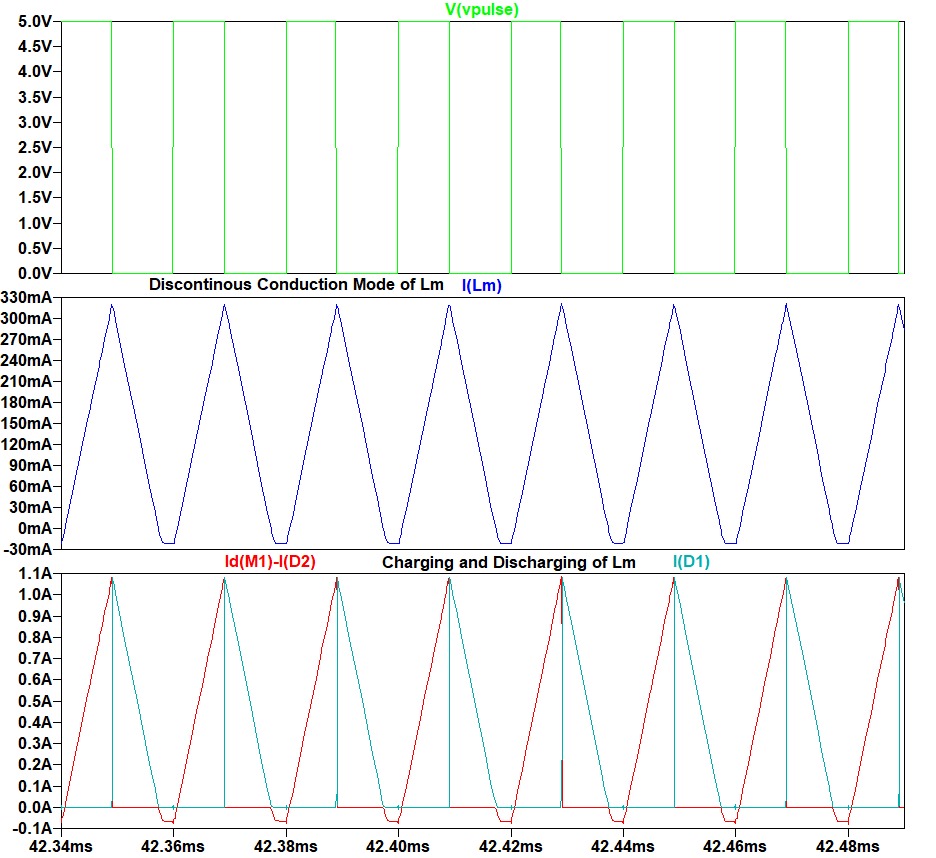 V(vpulse)
5.0V
4.5V
4.0V
3.5V
3.0V
2.5V
2.0V
1.5V
1.0V
0.5V
0.0V
Discontinous Conduction Mode of Lm I(Lm)
330mA
300mA
270mA
240mA
210mA
180mA
150mA
120mA
90mA
60mA
30mA
0mA
-30mA
Id(M1)-I(D2) Charging and Discharging of Lm I(D1)
1.1A
1.0A
0.9A
0.8A
0.7A
0.6A
0.5A
0.4A
0.3A
0.2A
0.1A
0.0A
-0.1A
42.34ms 42.36ms 42.38ms 42.40ms 42.42ms 42.44ms 42.46ms 42.48ms